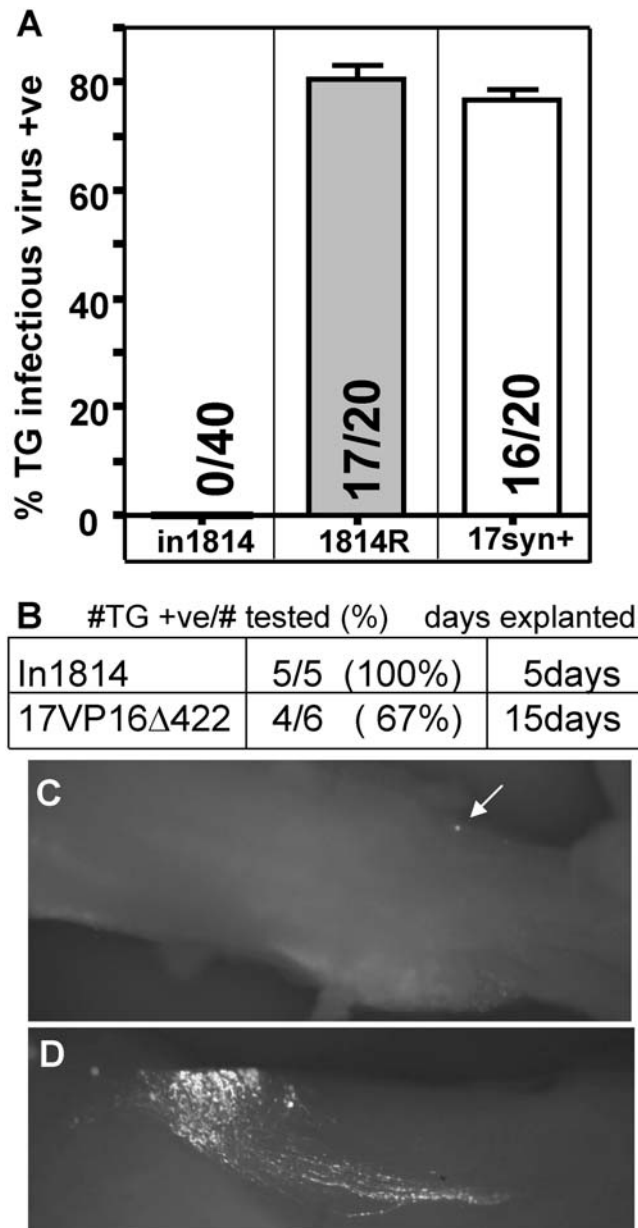 A
% TG infectious virus +ve
80
60
40
20
0
0/40
17/20
16/20
in1814
1814R
17syn+
B #TG +ve/# tested (%) days explanted
In1814 5/5 (100%) 5days
17VP16Δ422 4/6 ( 67%) 15days
C
D